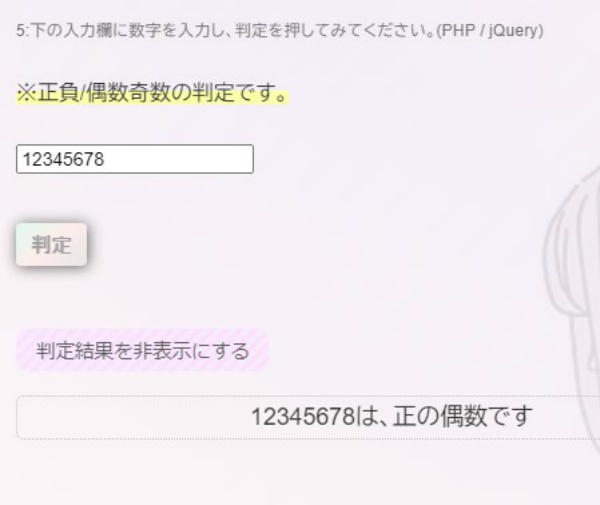 5:下の入力欄に数字を入力し、判定を押してみてください。(PHP / jQuery)
※正負/偶数奇数の判定です。
12345678
判定
判定結果を非表示にする
12345678は、正の偶数です